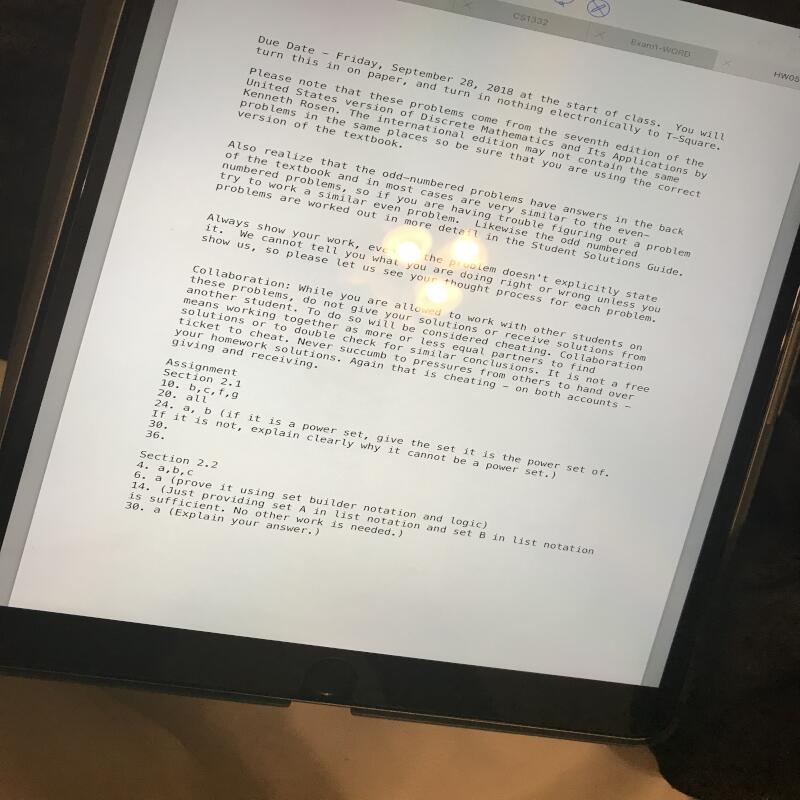 CS1332
Exam1-WORD
HW05
Due Date – Friday, September 28, 2018 at the start of class.  You will
turn this in on paper, and turn in nothing electronically to T-Square.
Please note that these problems come from the seventh edition of the
United States version of Discrete Mathematics and Its Applications by
Kenneth Rosen. The international edition may not contain the same
problems in the same places so be sure that you are using the correct
version of the textbook.
Also realize that the odd-numbered problems have answers in the back
of the textbook and in most cases are very similar to the even-
numbered problems, so if you are having trouble figuring out a problem
try to work a similar even problem.  Likewise the odd numbered
problems are worked out in more detail in the Student Solutions Guide.
Always show your work, the problem doesn't explicitly state
it.  We cannot tell you what you are doing right or wrong unless you
show us, so please let us see your thought process for each problem.
Collaboration: While you are allowed to work with other students on
these problems, do not give your solutions or receive solutions from
another student. To do so will be considered cheating. Collaboration
means working together as more or less equal partners to find
solutions or to double check for similar conclusions. It is not a free
ticket to cheat. Never succumb to pressures from others to hand over
your homework solutions. Again that is cheating – on both accounts –
giving and receiving.
Assignment
Section 2.1
10. b,c,f,g
20. all
24. a, b (if it is a power set, give the set it is the power set of.
If it is not, explain clearly why it cannot be a power set.)
30.
36.
Section 2.2
4. a,b,c
6. a (prove it using set builder notation and logic)
14. (Just providing set A in list notation and set B in list notation
is sufficient. No other work is needed.)
30. a (Explain your answer.)